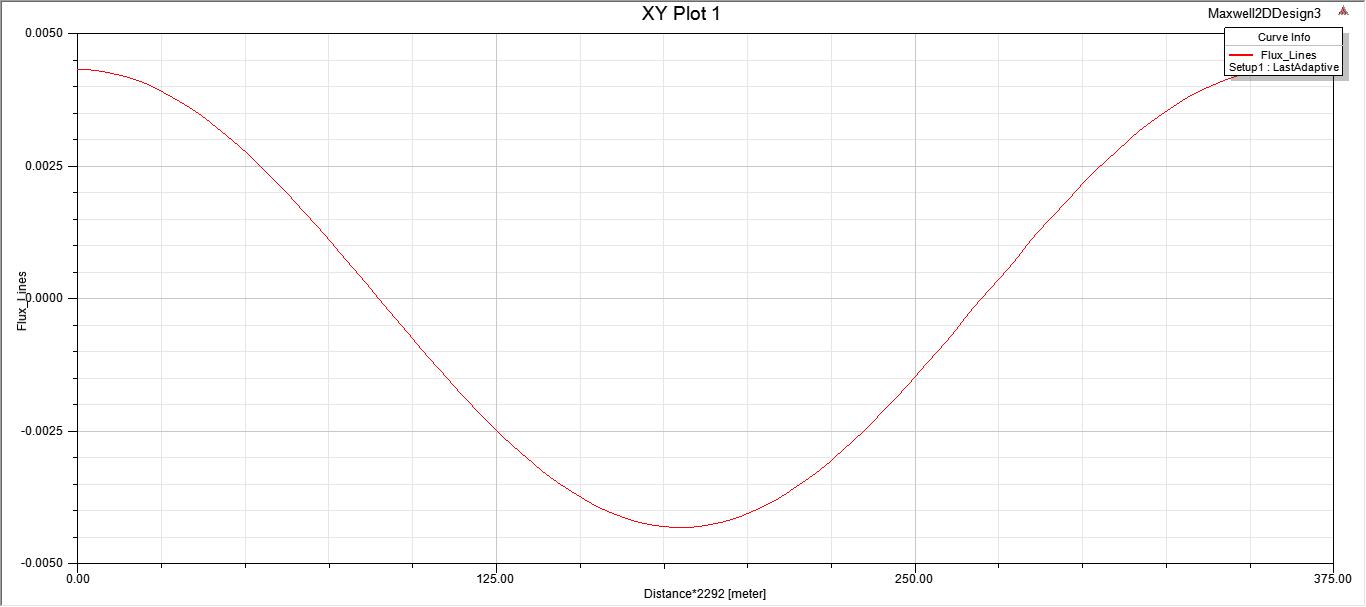 XY Plot 1
Maxwell2DDesign3
Curve Info
Flux_Lines
Setup1 : LastAdaptive
0.0050
0.0025
0.0000
-0.0025
-0.0050
Flux_Lines
0.00
125.00
250.00
375.00
Distance*2292 [meter]